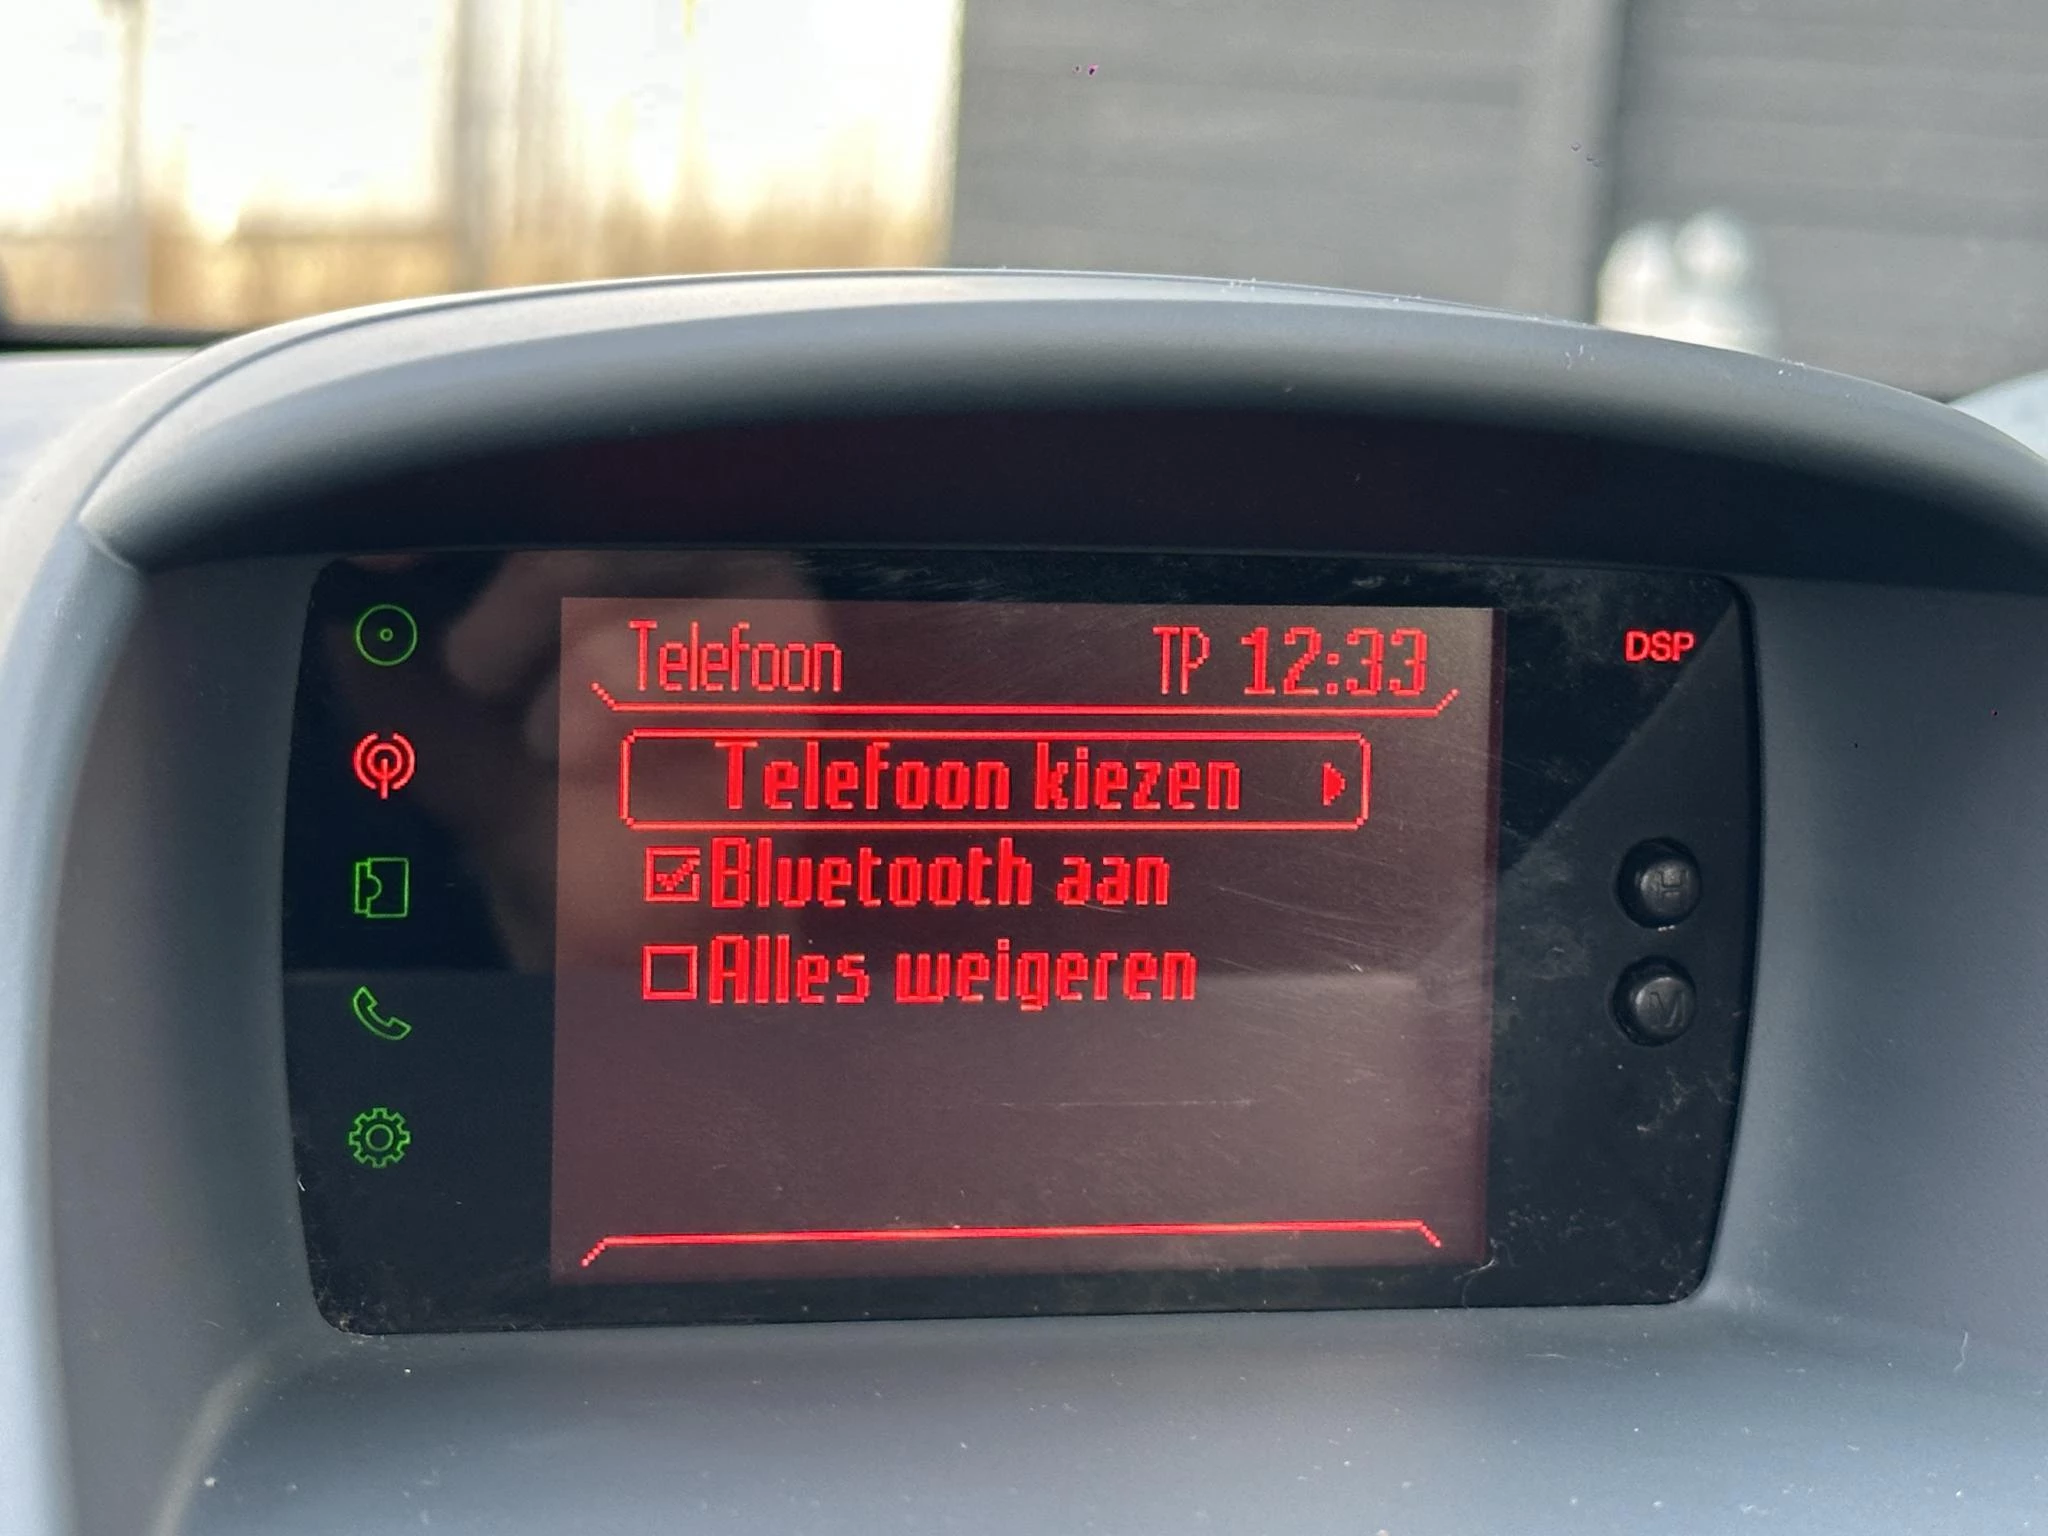 Telefoon TP 12:33
DSP
Telefoon kiezen
Bluetooth aan
Alles weigeren
H
M